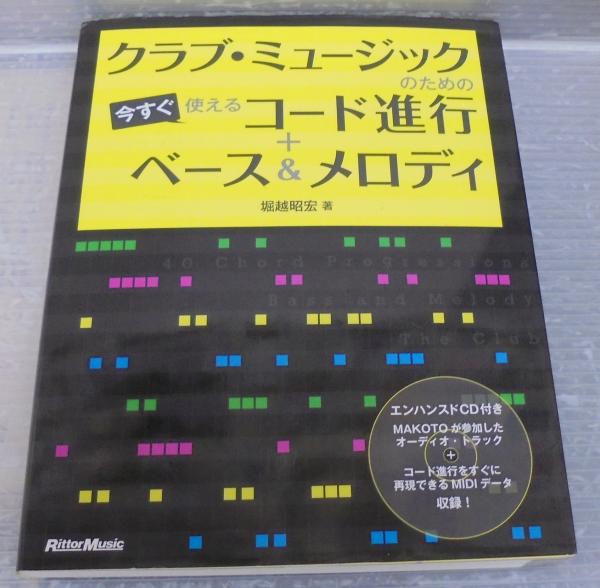 クラブ・ミュージック
のための
今すぐ 使える コード進行
+
ベース & メロディ
堀越昭宏 著
40 Chord Progressions
Bass and Melody
The Club
エンハンスドCD付き
MAKOTOが参加した
オーディオ・トラック
+
コード進行をすぐに
再現できるMIDIデータ
収録！
RittorMusic